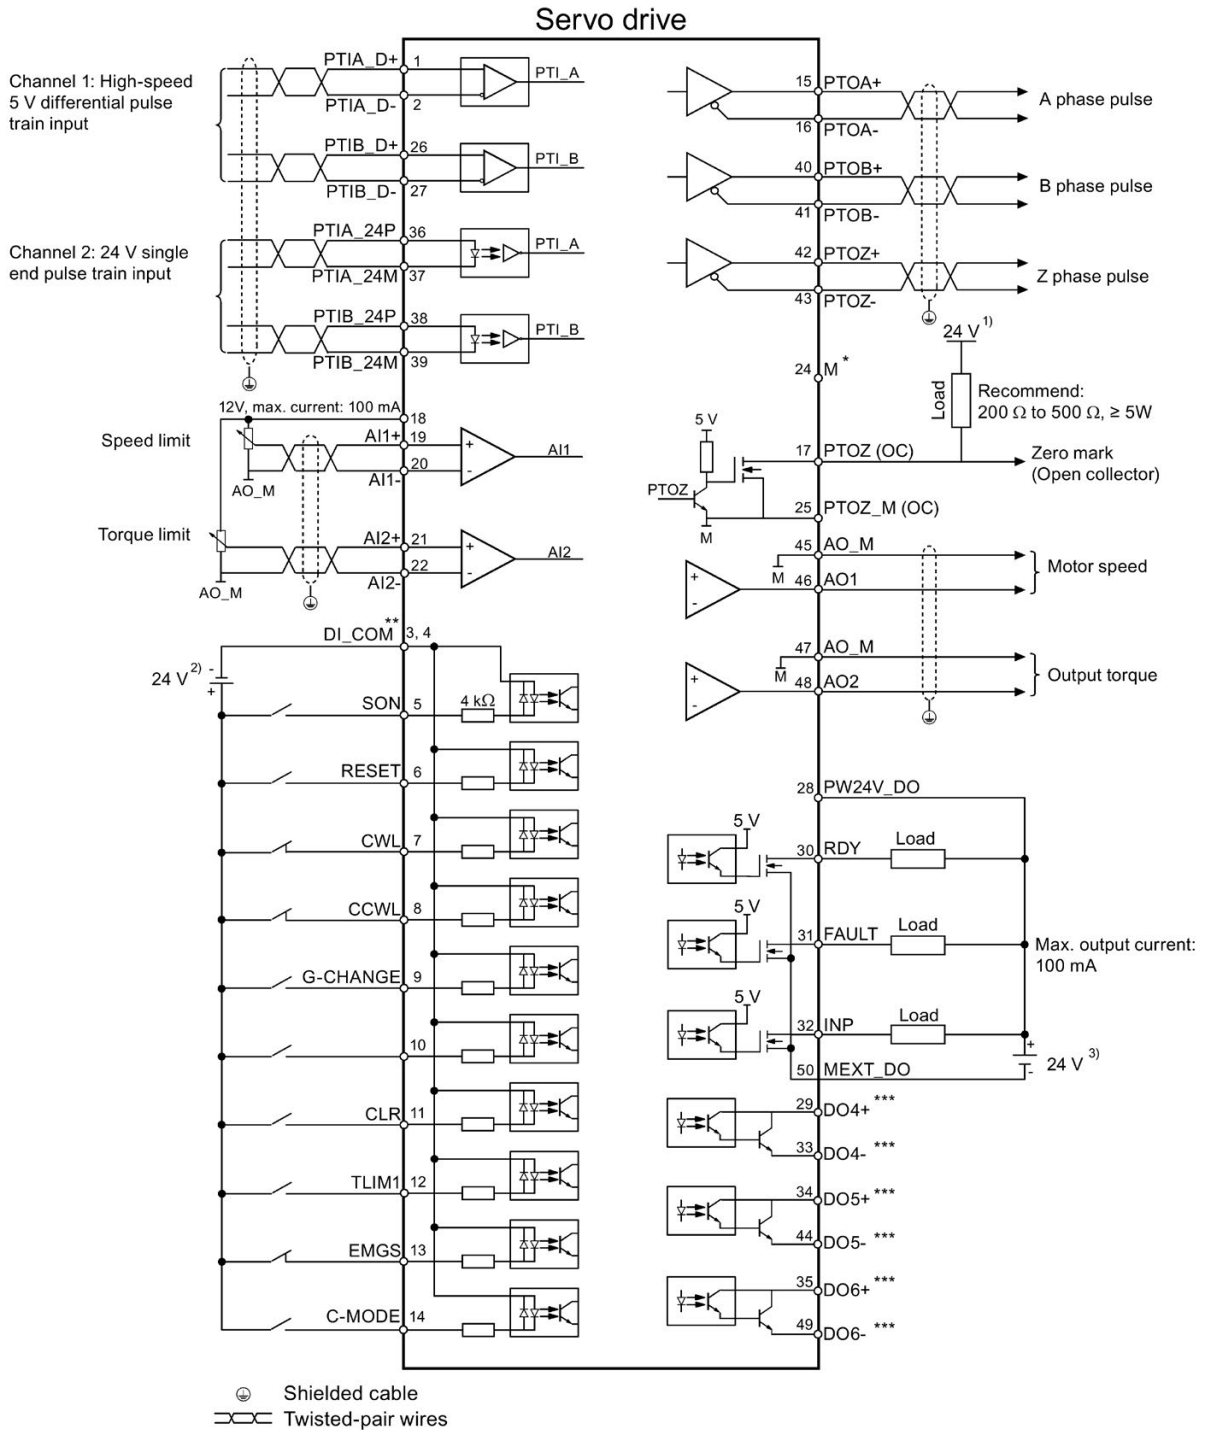 Servo drive
Channel 1: High-speed
5 V differential pulse
train input
PTIA_D+ 1
PTIA_D- 2
PTI_A
PTIB_D+ 26
PTIB_D- 27
PTI_B
Channel 2: 24 V single
end pulse train input
PTIA_24P 36
PTIA_24M 37
PTI_A
PTIB_24P 38
PTIB_24M 39
PTI_B
12V, max. current: 100 mA 18
Speed limit
AI1+ 19
+
AI1
20
-
AI1-
AO_M
Torque limit
AI2+ 21
+
AI2
22
-
AI2-
AO_M
DI_COM** 3, 4
24 V 2) -
+
SON 5 4 kΩ
RESET 6
CWL 7
CCWL 8
G-CHANGE 9
10
CLR 11
TLIM1 12
EMGS 13
C-MODE 14
15 PTOA+
16 PTOA-
A phase pulse
40 PTOB+
41 PTOB-
B phase pulse
42 PTOZ+
43 PTOZ-
Z phase pulse
24 V 1)
24 M *
Load
Recommend:
200 Ω to 500 Ω, ≥ 5W
5 V
17 PTOZ (OC)
Zero mark
(Open collector)
PTOZ
25 PTOZ_M (OC)
M
45 AO_M
M
Motor speed
+
46 AO1
-
47 AO_M
M
Output torque
+
48 AO2
-
28 PW24V_DO
5 V
30 RDY Load
5 V
31 FAULT Load
Max. output current:
100 mA
5 V
32 INP Load
+
24 V 3)
-
50 MEXT_DO
29 DO4+ ***
33 DO4- ***
34 DO5+ ***
44 DO5- ***
35 DO6+ ***
49 DO6- ***
Shielded cable
Twisted-pair wires